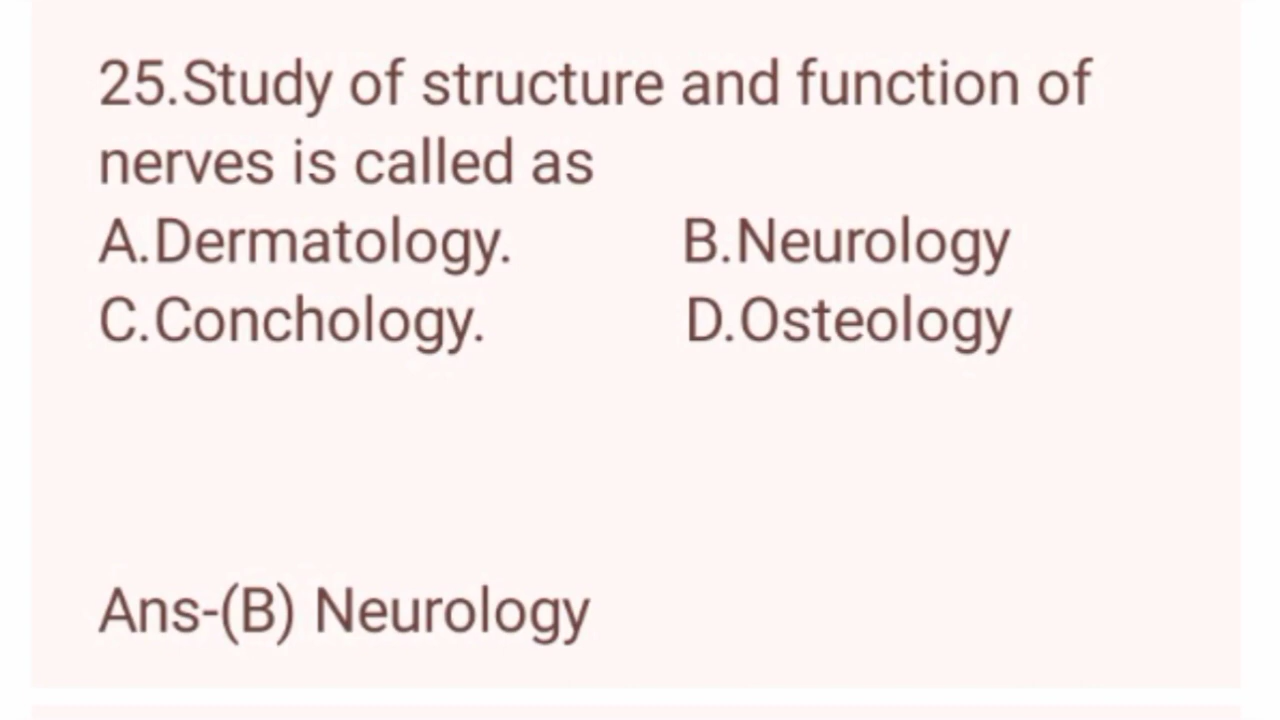 25.Study of structure and function of
nerves is called as
A.Dermatology. B.Neurology
C.Conchology. D.Osteology
Ans-(B) Neurology